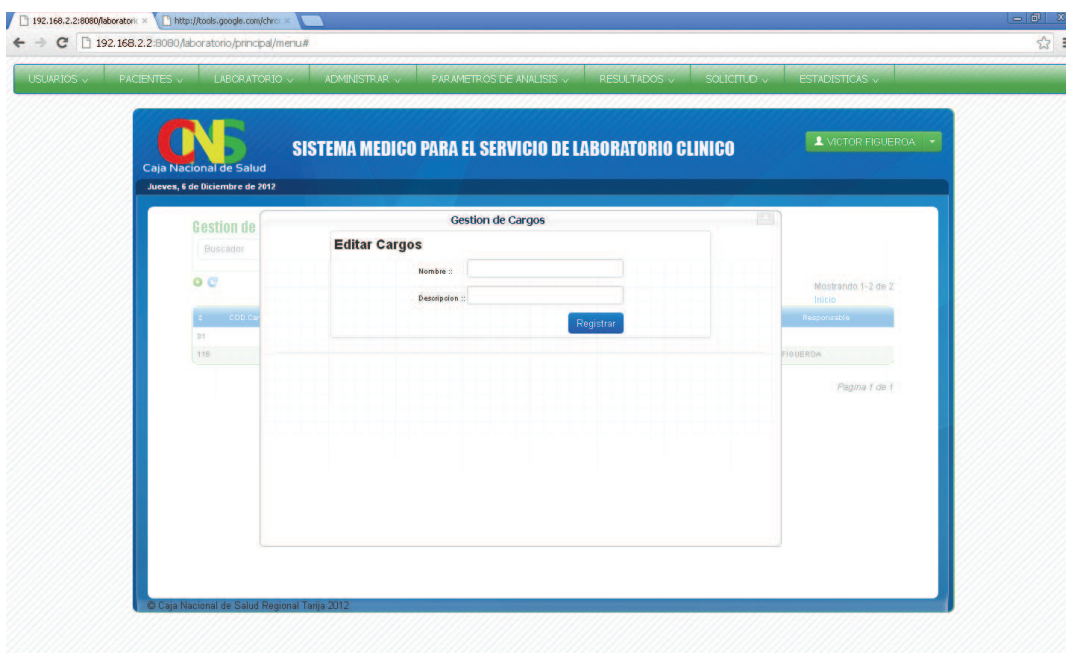 192.168.2.2:8080/laboratori × http://tools.google.com/chro ×
192.168.2.2:8080/laboratorio/principal/menu#
USUARIOS PACIENTES LABORATORIO ADMINISTRAR PARAMETROS DE ANALISIS RESULTADOS SOLICITUD ESTADISTICAS
CNS
Caja Nacional de Salud
SISTEMA MEDICO PARA EL SERVICIO DE LABORATORIO CLINICO
VICTOR FIGUEROA
Jueves, 6 de Diciembre de 2012
Gestion de
Gestion de Cargos
Buscador
Editar Cargos
Nombre ::
Descripcion ::
Registrar
Mostrando 1-2 de 2
Inicio
COD.Car Responsable
116 FIGUEROA
Pagina 1 de 1
© Caja Nacional de Salud Regional Tarija 2012